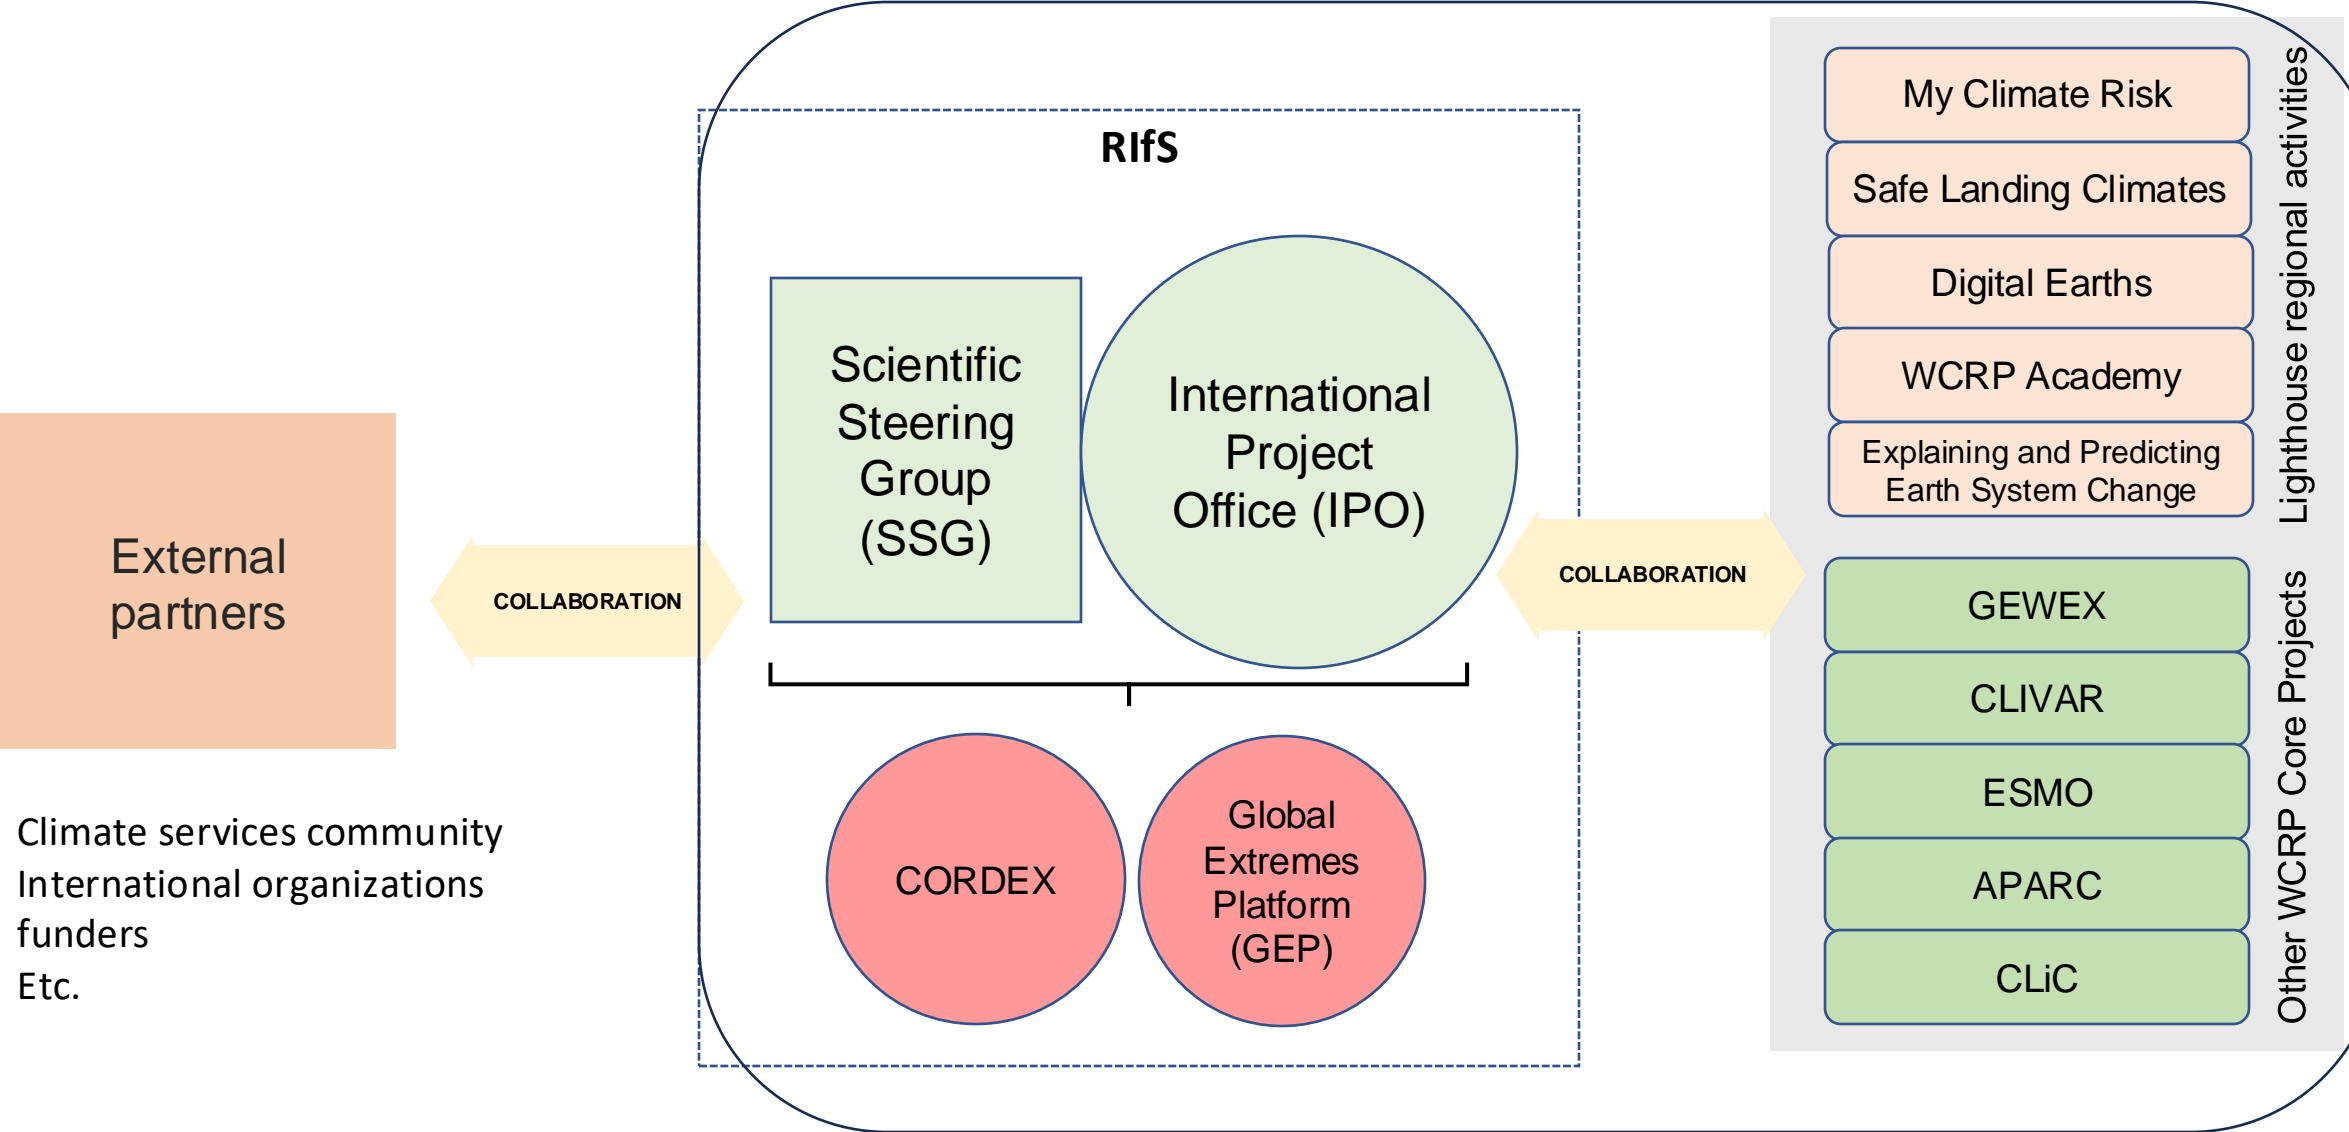 External
partners
Climate services community
International organizations
funders
Etc.
COLLABORATION
RIfS
Scientific
Steering
Group
(SSG)
International
Project
Office (IPO)
CORDEX
Global
Extremes
Platform
(GEP)
COLLABORATION
My Climate Risk
Safe Landing Climates
Digital Earths
WCRP Academy
Explaining and Predicting
Earth System Change
Lighthouse regional activities
GEWEX
CLIVAR
ESMO
APARC
CLiC
Other WCRP Core Projects